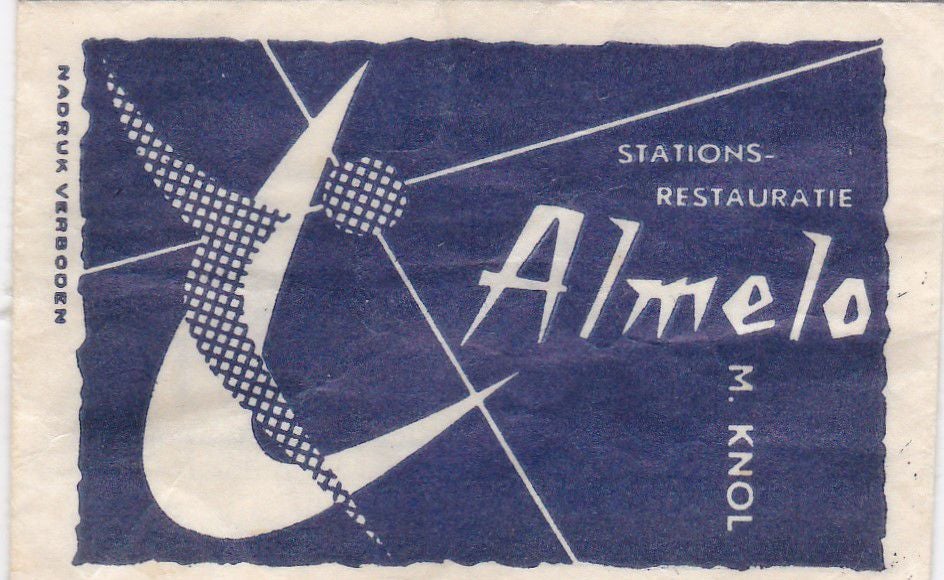 NADRUK VERBODEN
STATIONS-
RESTAURATIE
Almelo
M. KNOL